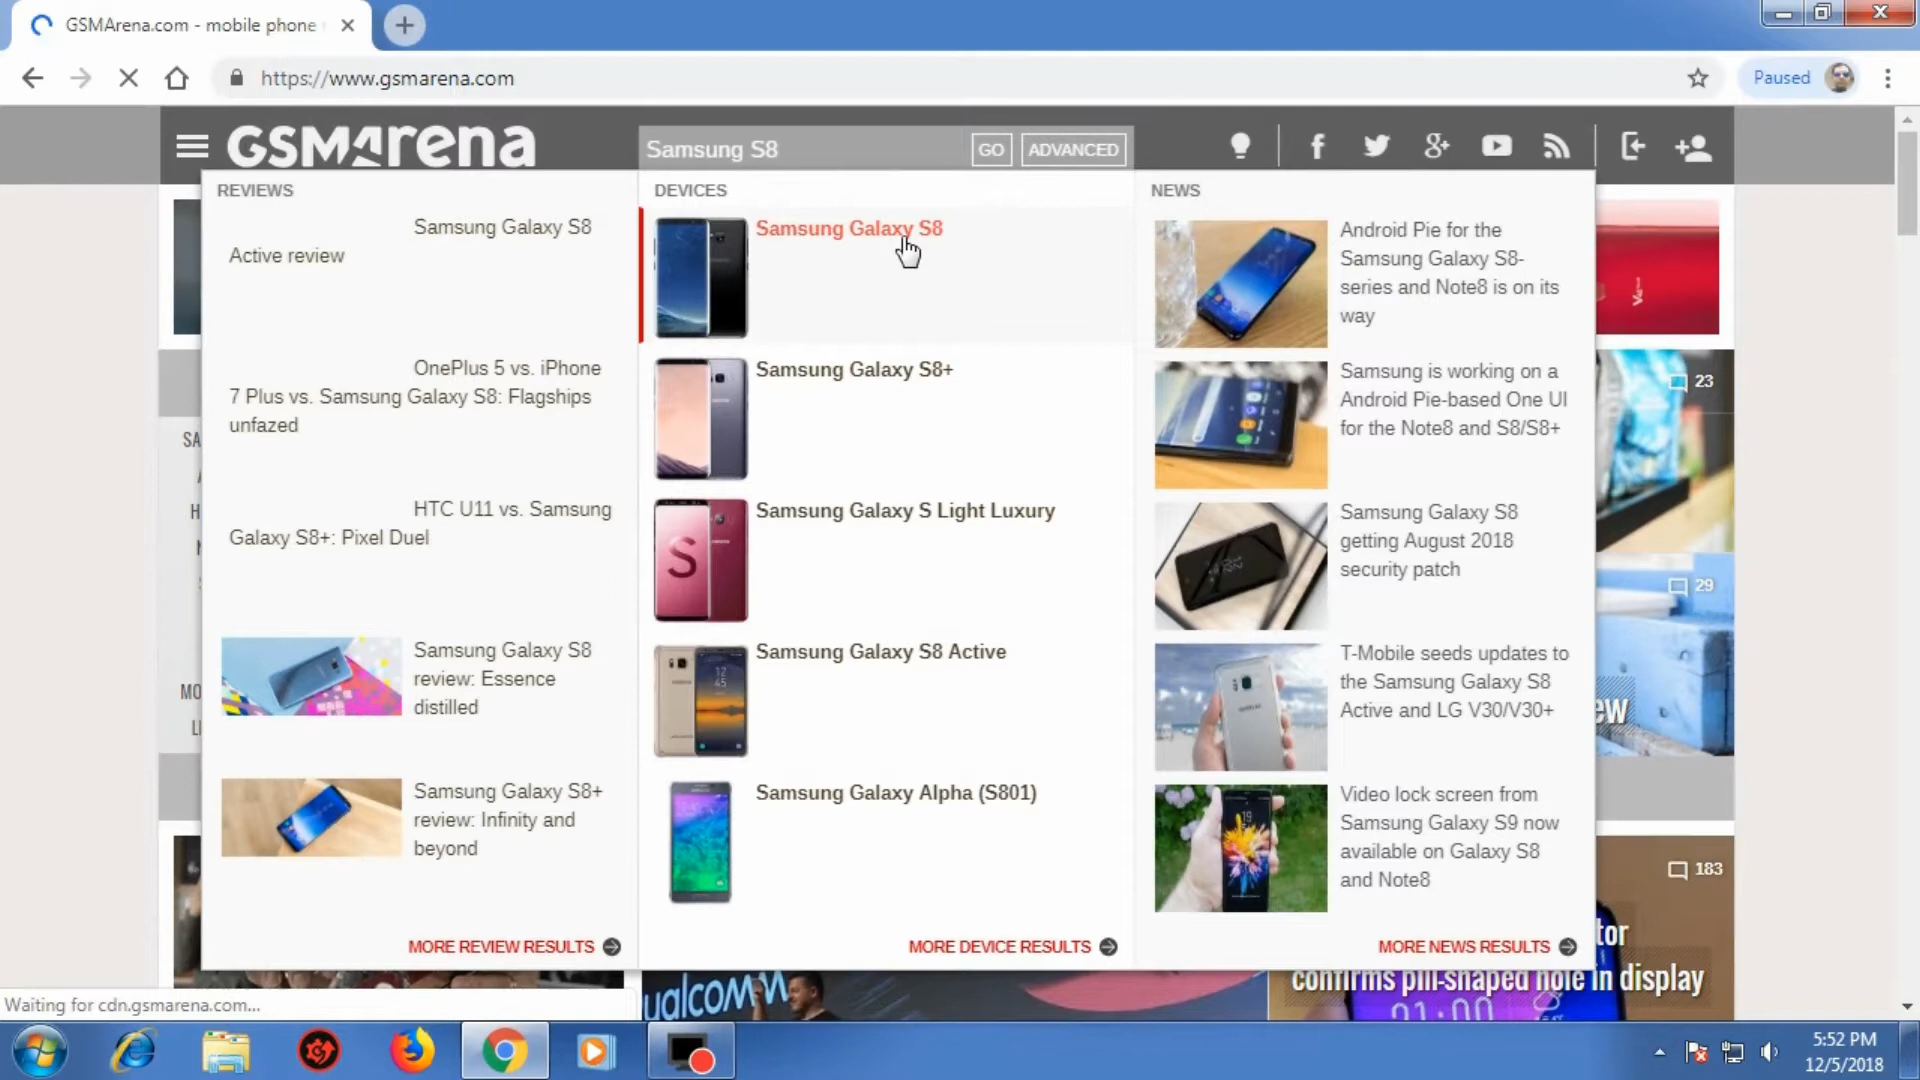 GSMArena.com - mobile phone
https://www.gsmarena.com
Paused
GSMArena
Samsung S8
GO
ADVANCED
REVIEWS
Samsung Galaxy S8
Active review
OnePlus 5 vs. iPhone
7 Plus vs. Samsung Galaxy S8: Flagships
unfazed
HTC U11 vs. Samsung
Galaxy S8+: Pixel Duel
Samsung Galaxy S8
review: Essence
distilled
Samsung Galaxy S8+
review: Infinity and
beyond
MORE REVIEW RESULTS
DEVICES
Samsung Galaxy S8
Samsung Galaxy S8+
Samsung Galaxy S Light Luxury
Samsung Galaxy S8 Active
Samsung Galaxy Alpha (S801)
MORE DEVICE RESULTS
NEWS
Android Pie for the
Samsung Galaxy S8-
series and Note8 is on its
way
Samsung is working on a
Android Pie-based One UI
for the Note8 and S8/S8+
Samsung Galaxy S8
getting August 2018
security patch
T-Mobile seeds updates to
the Samsung Galaxy S8
Active and LG V30/V30+
Video lock screen from
Samsung Galaxy S9 now
available on Galaxy S8
and Note8
MORE NEWS RESULTS
23
29
183
confirms pill-shaped hole in display
Waiting for cdn.gsmarena.com...
5:52 PM
12/5/2018